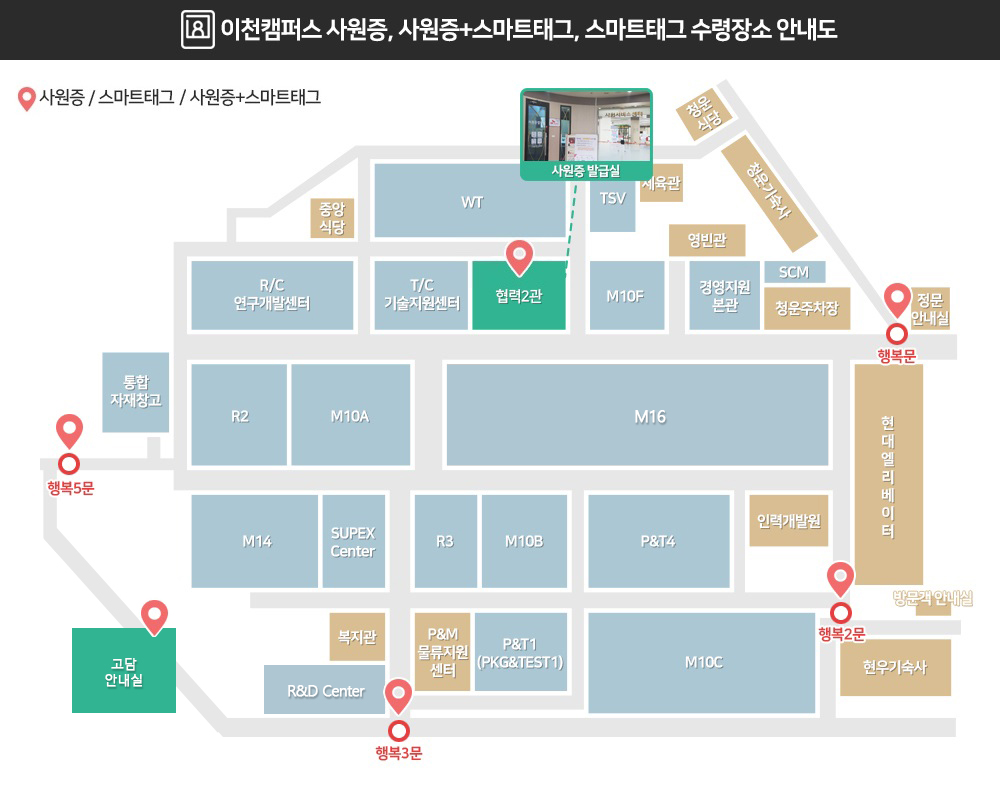 이천캠퍼스 사원증, 사원증+스마트태그, 스마트태그 수령장소 안내도
사원증 / 스마트태그 / 사원증+스마트태그
사원증 발급실
청운
식당
체육관
청운기숙사
WT
TSV
중앙
식당
영빈관
R/C
연구개발센터
T/C
기술지원센터
협력2관
M10F
경영지원
본관
SCM
청운주차장
정문
안내실
행복문
통합
자재창고
R2
M10A
M16
현대엘리베이터
행복5문
M14
SUPEX
Center
R3
M10B
P&T4
인력개발원
방문객 안내실
행복2문
고담
안내실
복지관
P&M
물류지원
센터
P&T1
(PKG&TEST1)
M10C
현우기숙사
R&D Center
행복3문